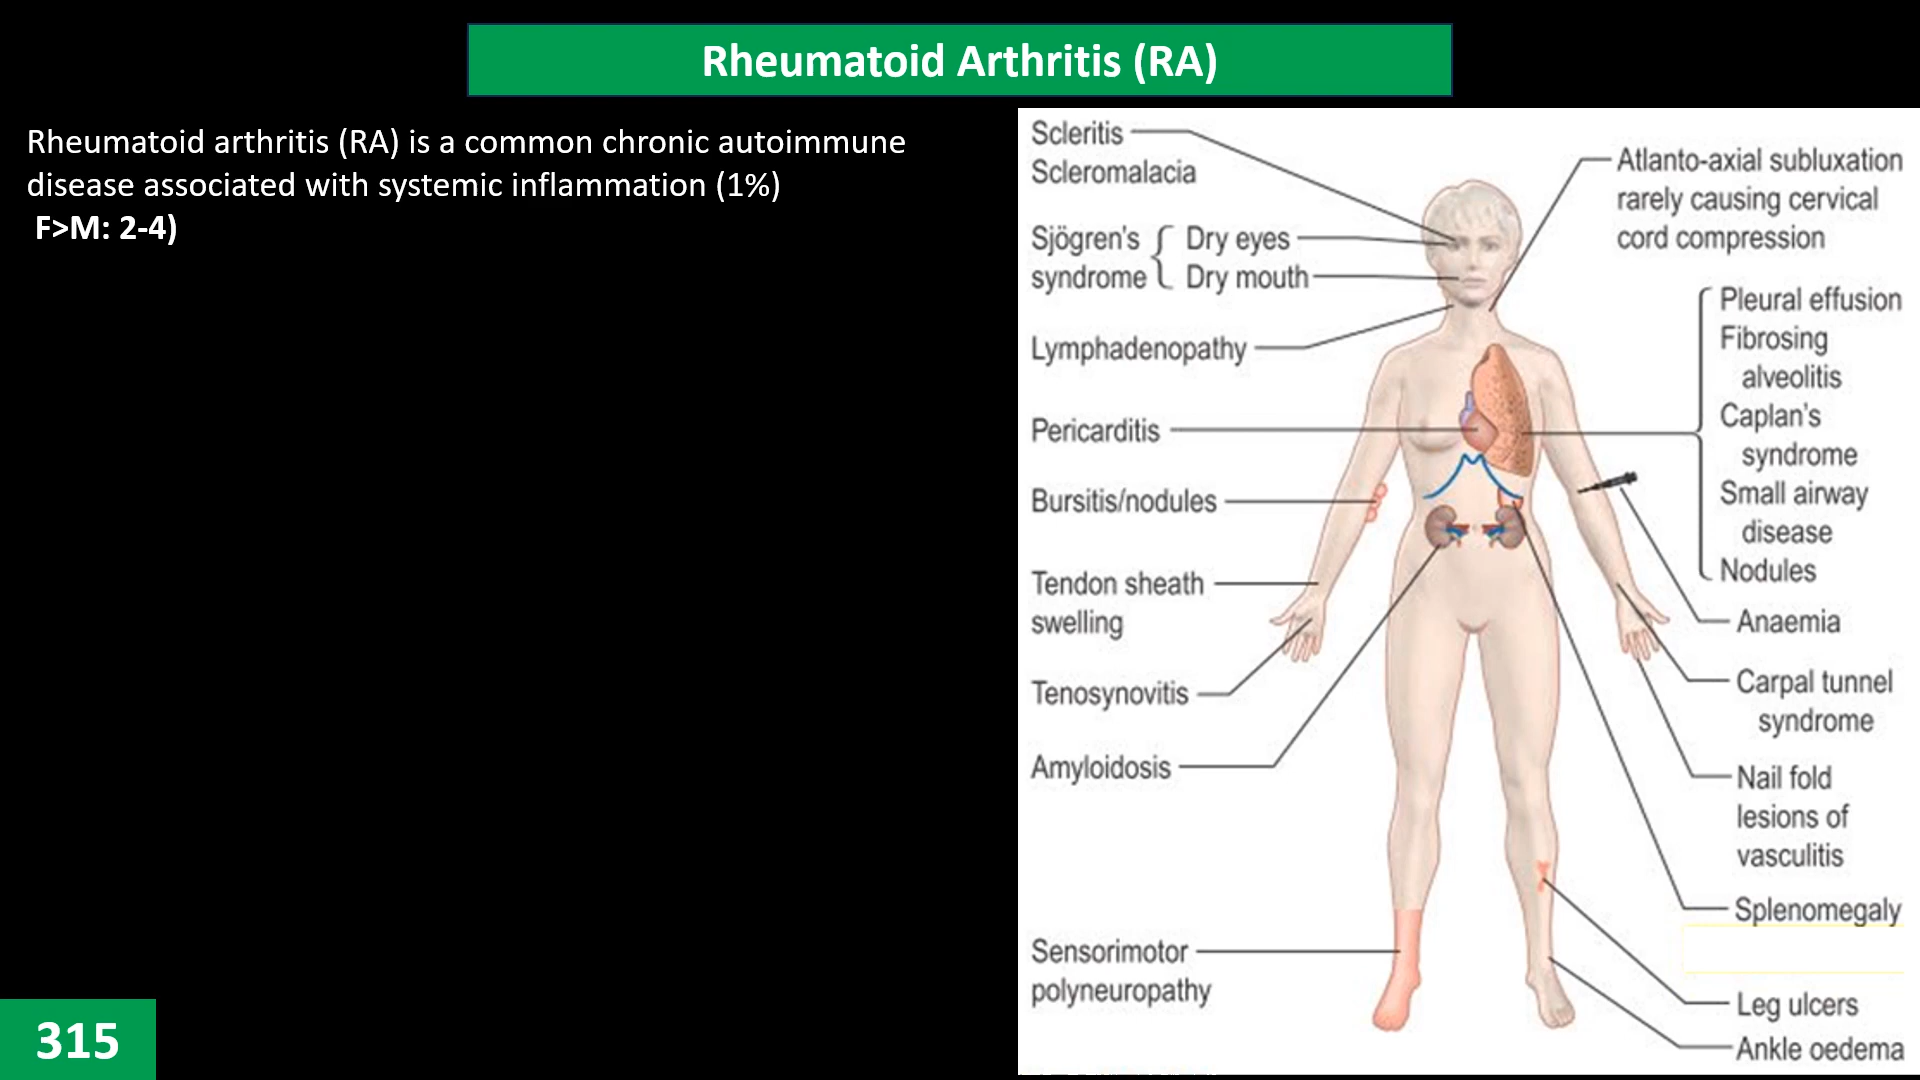 Rheumatoid Arthritis (RA)
Rheumatoid arthritis (RA) is a common chronic autoimmune
disease associated with systemic inflammation (1%)
F>M: 2-4)
Scleritis
Scleromalacia
Sjögren's
syndrome
Dry eyes
Dry mouth
Lymphadenopathy
Pericarditis
Bursitis/nodules
Tendon sheath
swelling
Tenosynovitis
Amyloidosis
Sensorimotor
polyneuropathy
Atlanto-axial subluxation
rarely causing cervical
cord compression
Pleural effusion
Fibrosing
alveolitis
Caplan's
syndrome
Small airway
disease
Nodules
Anaemia
Carpal tunnel
syndrome
Nail fold
lesions of
vasculitis
Splenomegaly
Leg ulcers
Ankle oedema
315